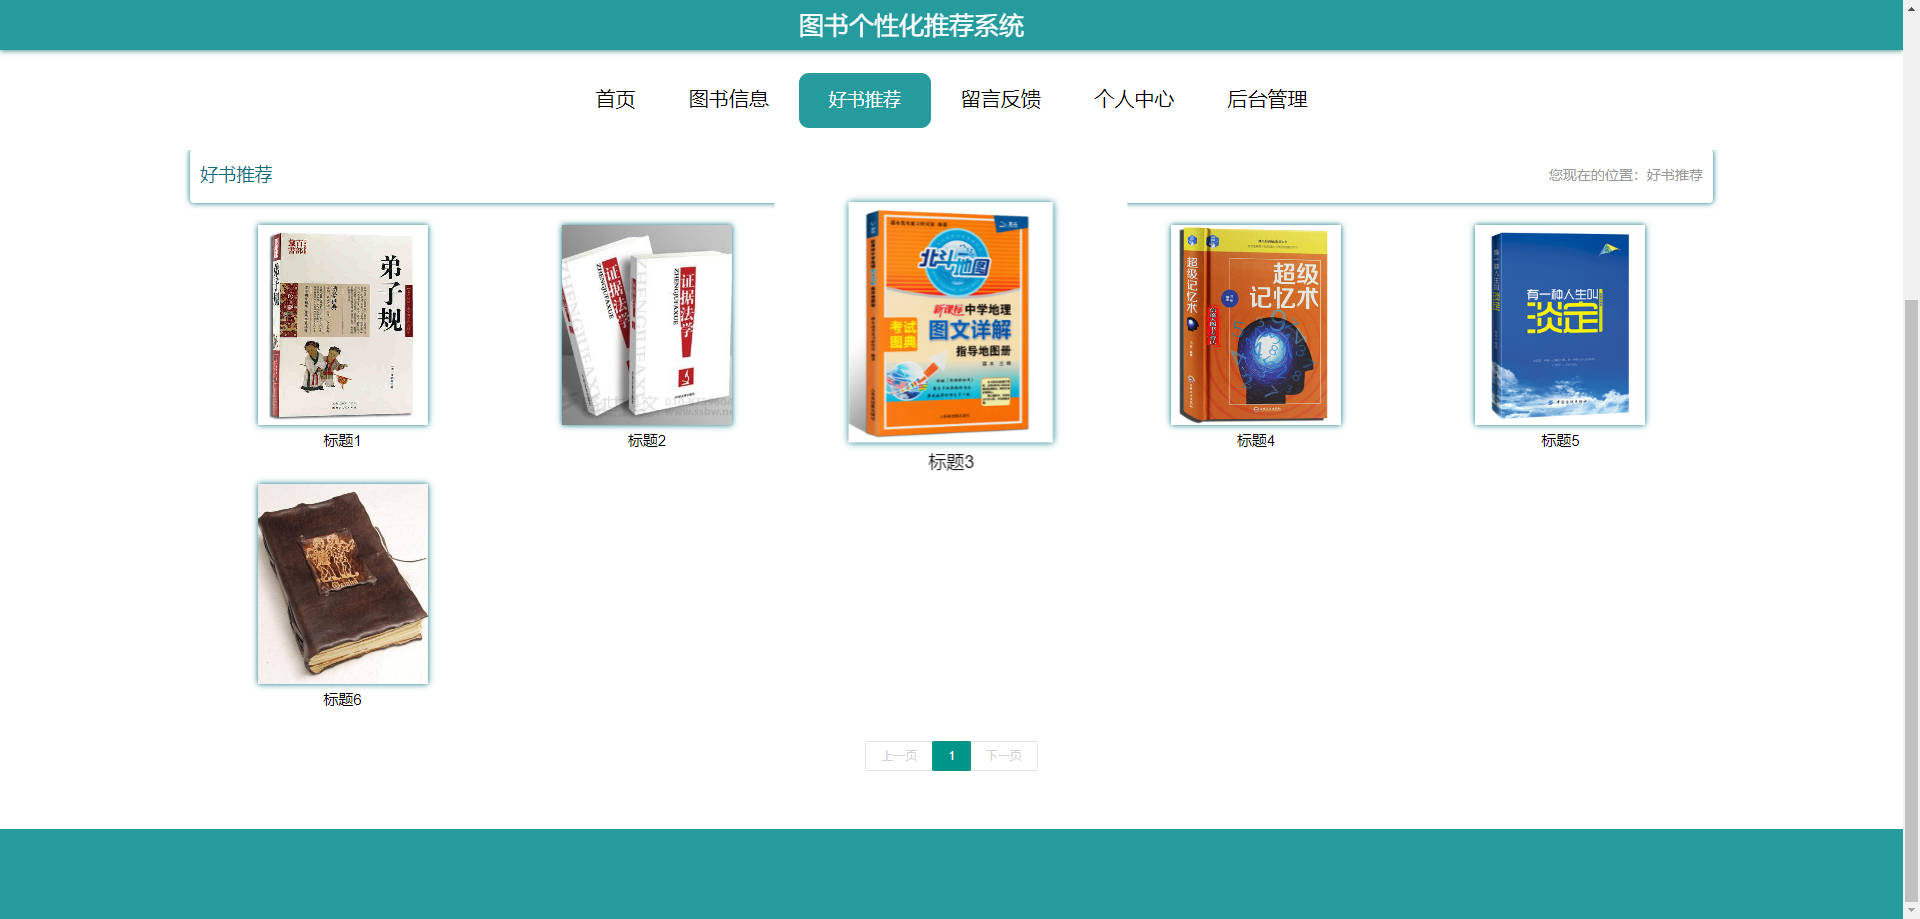 图书个性化推荐系统
首页
图书信息
好书推荐
留言反馈
个人中心
后台管理
好书推荐
您现在的位置：好书推荐
弟子规
标题1
证据法学
ZHENGJUFAXUE
证据法学
ZHENGJUFAXUE
标题2
北斗地图
新课标中学地理
考试图典
图文详解
指导地图册
标题3
超级记忆术
超级
记忆术
标题4
有一种人生叫
淡定
标题5
标题6
上一页
1
下一页